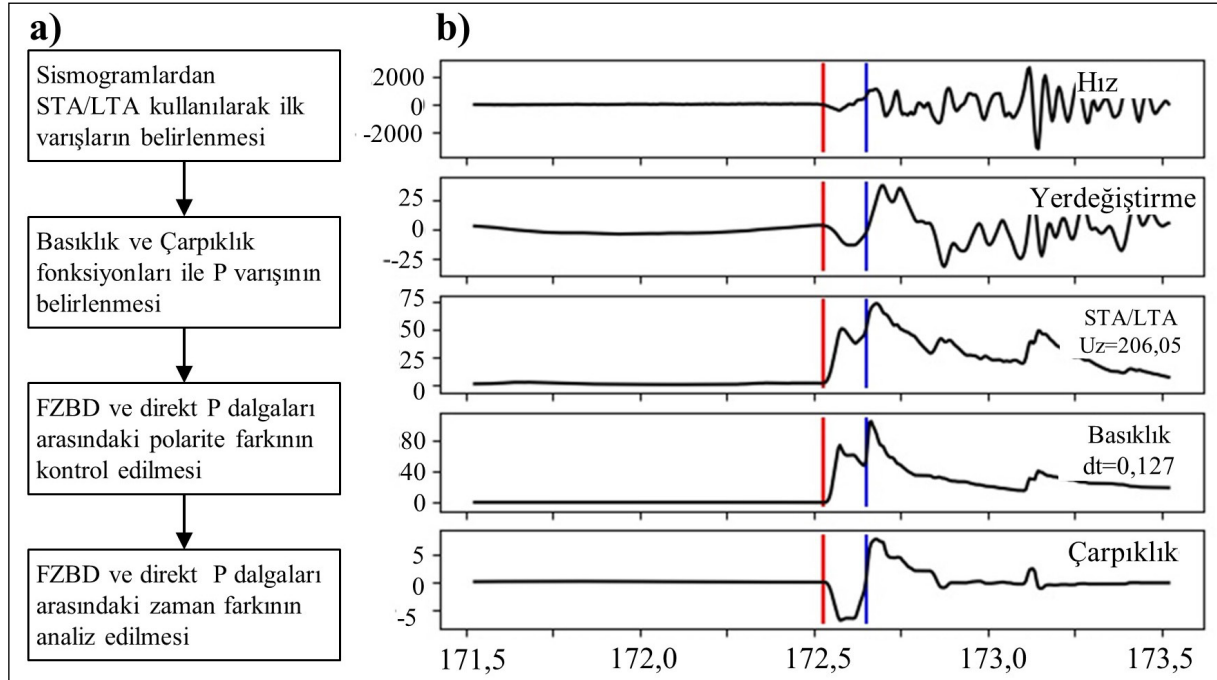 a)
Sismogramlardan
STA/LTA kullanılarak ilk
varışların belirlenmesi
Basıklık ve Çarpıklık
fonksiyonları ile P varışının
belirlenmesi
FZBD ve direkt P dalgaları
arasındaki polarite farkının
kontrol edilmesi
FZBD ve direkt P dalgaları
arasındaki zaman farkının
analiz edilmesi
b)
2000
0
-2000
Hız
25
0
--25
Yerdeğiştirme
75
50
25
0
STA/LTA
Uz=206,05
80
40
0
Basıklık
dt=0,127
5
0
-5
Çarpıklık
171,5 172,0 172,5 173,0 173,5